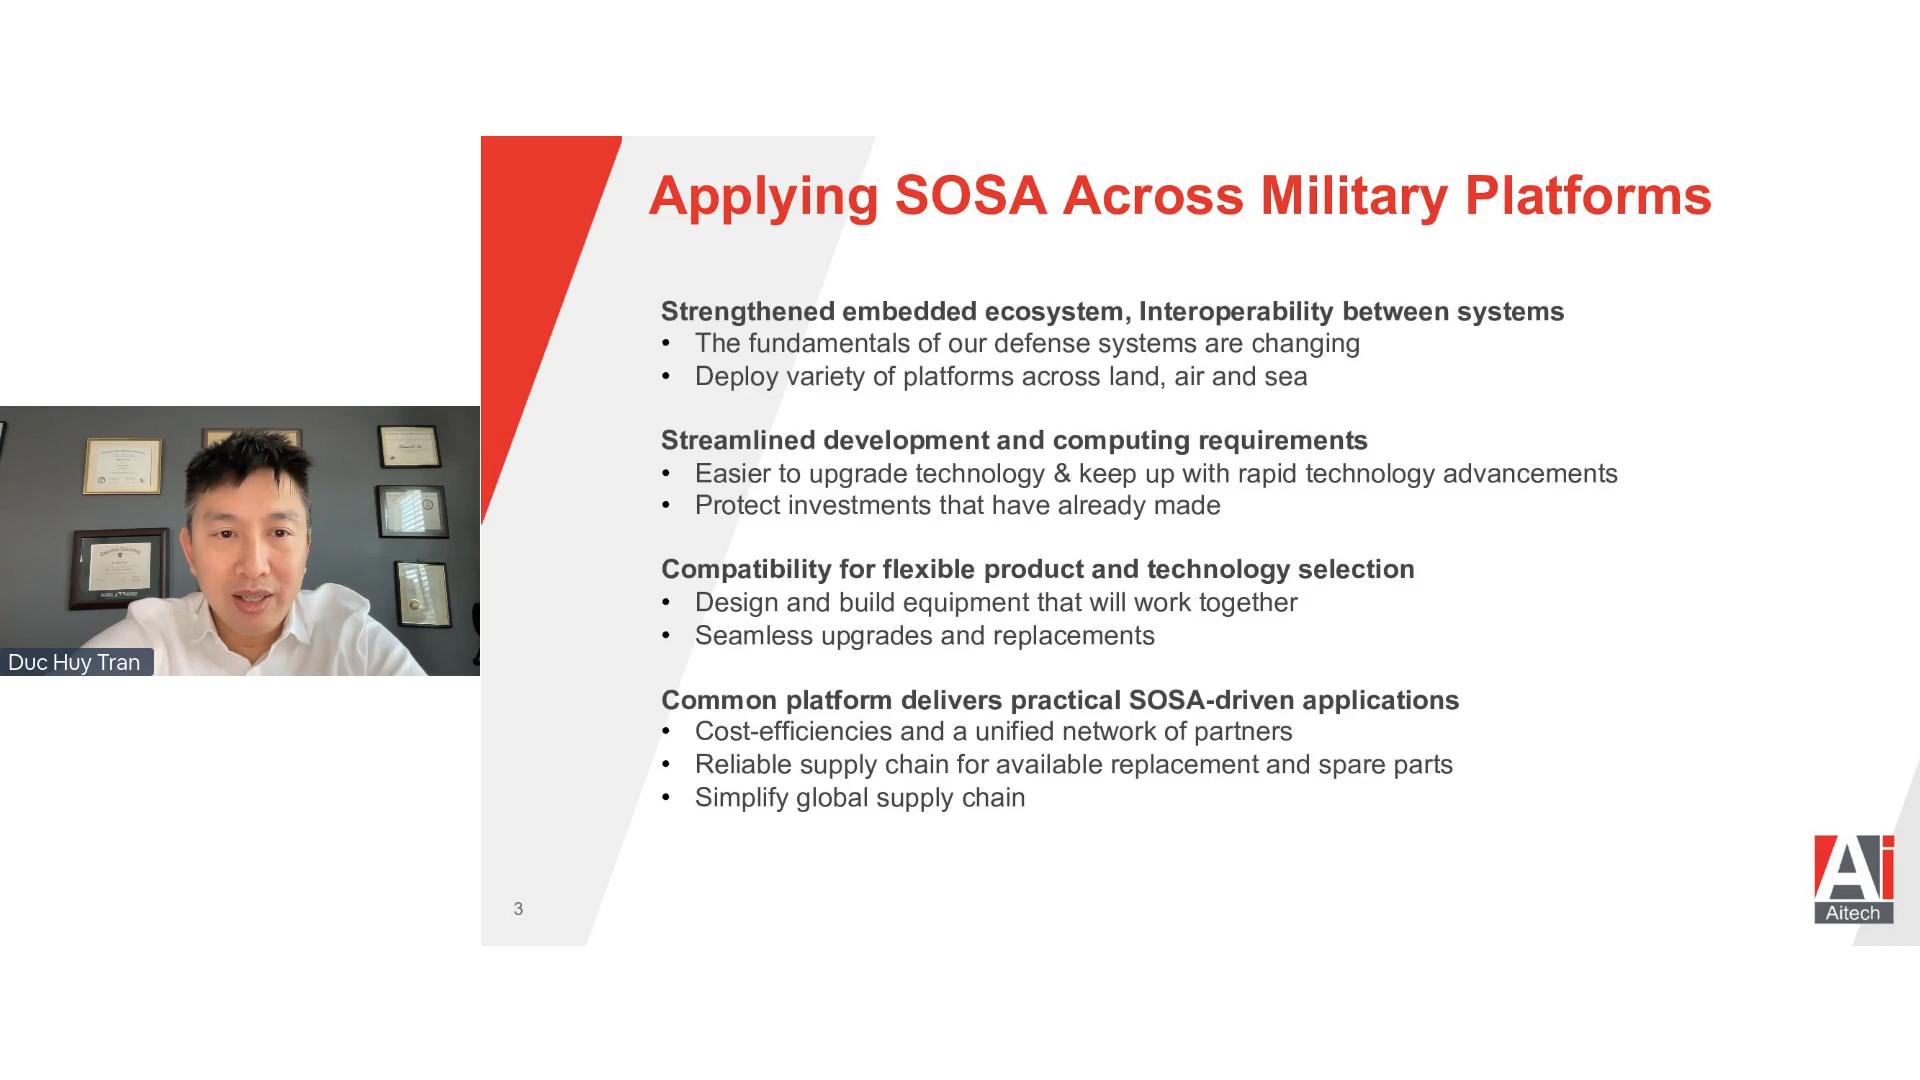 Applying SOSA Across Military Platforms
Strengthened embedded ecosystem, Interoperability between systems
• The fundamentals of our defense systems are changing
• Deploy variety of platforms across land, air and sea
Streamlined development and computing requirements
• Easier to upgrade technology & keep up with rapid technology advancements
• Protect investments that have already made
Compatibility for flexible product and technology selection
• Design and build equipment that will work together
• Seamless upgrades and replacements
Common platform delivers practical SOSA-driven applications
• Cost-efficiencies and a unified network of partners
• Reliable supply chain for available replacement and spare parts
• Simplify global supply chain
Duc Huy Tran
3
Ai
Aitech